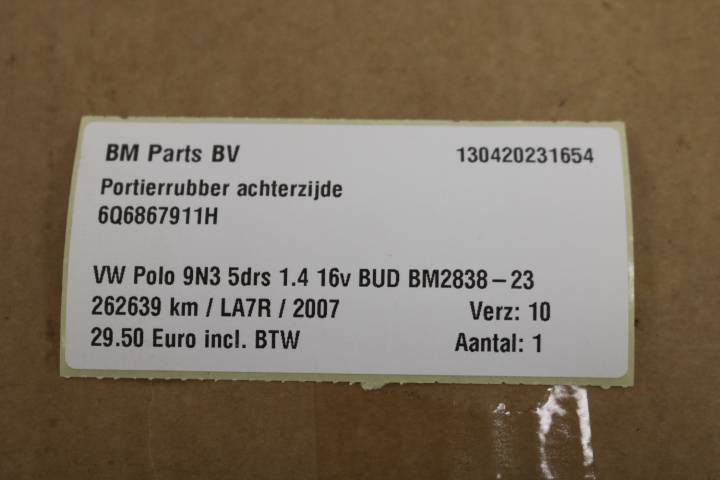 BM Parts BV 130420231654
Portierrubber achterzijde
6Q6867911H
VW Polo 9N3 5drs 1.4 16v BUD BM2838-23
262639 km / LA7R / 2007 Verz: 10
29.50 Euro incl. BTW Aantal: 1